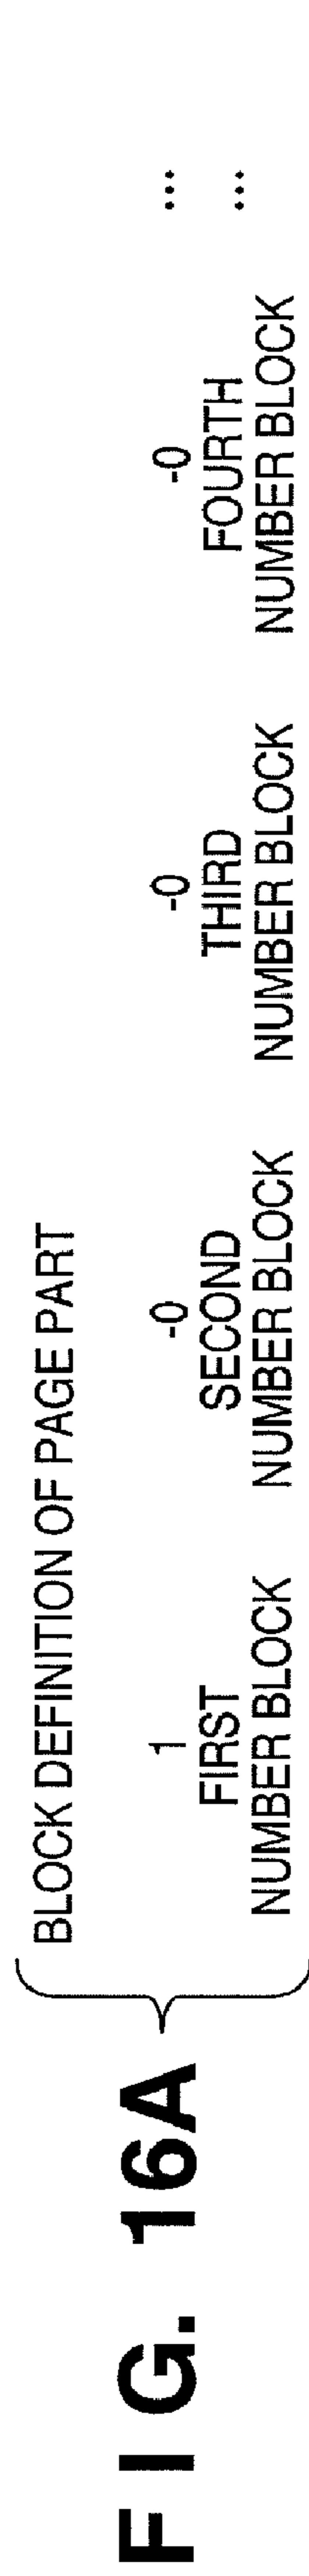 FIG. 16A
BLOCK DEFINITION OF PAGE PART
1 -0 -0 -0 ...
FIRST SECOND THIRD FOURTH ...
NUMBER BLOCK NUMBER BLOCK NUMBER BLOCK NUMBER BLOCK